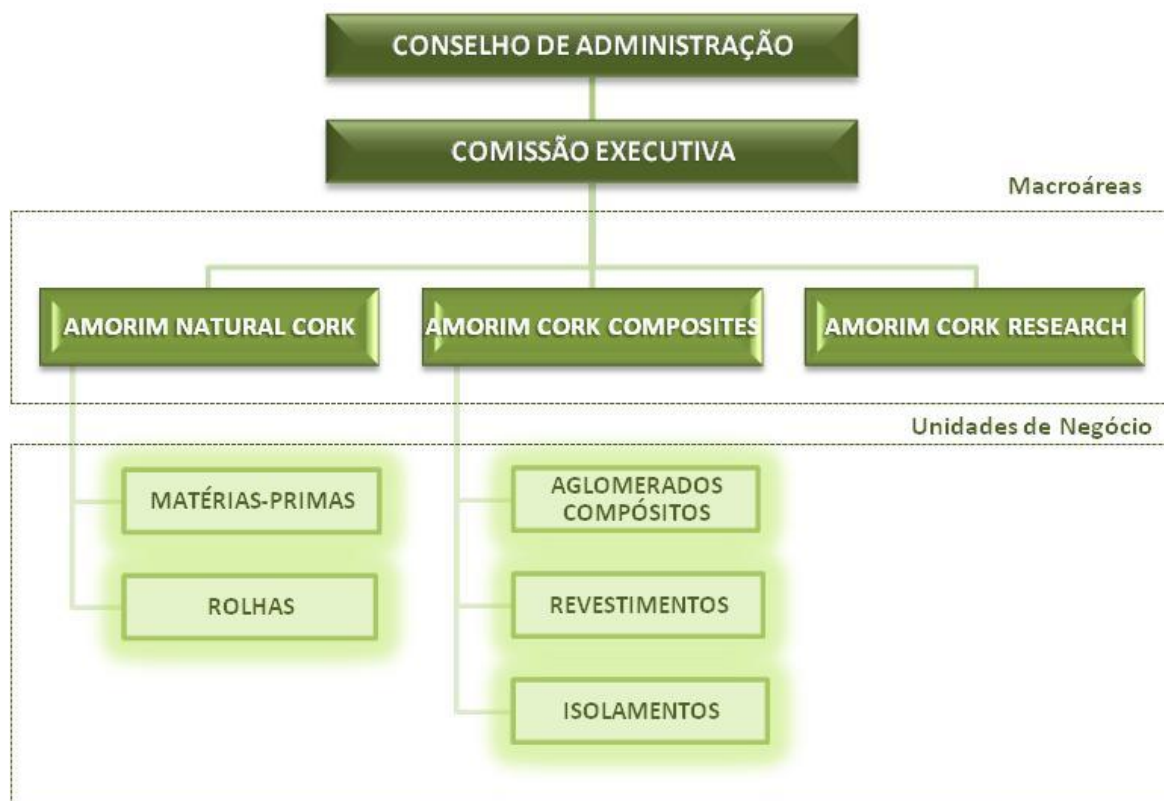 CONSELHO DE ADMINISTRAÇÃO
COMISSÃO EXECUTIVA
Macroáreas
AMORIM NATURAL CORK
AMORIM CORK COMPOSITES
AMORIM CORK RESEARCH
Unidades de Negócio
MATÉRIAS-PRIMAS
ROLHAS
AGLOMERADOS
COMPÓSITOS
REVESTIMENTOS
ISOLAMENTOS